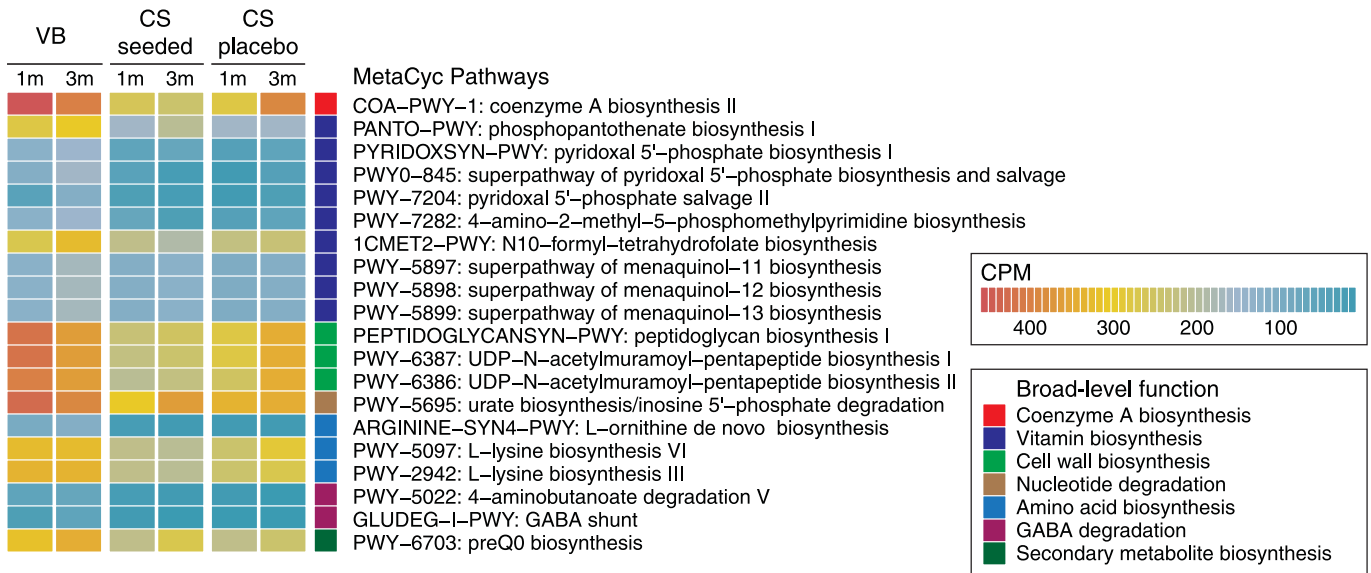 VB
CS
seeded
CS
placebo
1m 3m 1m 3m 1m 3m MetaCyc Pathways
COA–PWY–1: coenzyme A biosynthesis II
PANTO–PWY: phosphopantothenate biosynthesis I
PYRIDOXSYN–PWY: pyridoxal 5'–phosphate biosynthesis I
PWY0–845: superpathway of pyridoxal 5'–phosphate biosynthesis and salvage
PWY–7204: pyridoxal 5'–phosphate salvage II
PWY–7282: 4–amino–2–methyl–5–phosphomethylpyrimidine biosynthesis
1CMET2–PWY: N10–formyl–tetrahydrofolate biosynthesis
PWY–5897: superpathway of menaquinol–11 biosynthesis
PWY–5898: superpathway of menaquinol–12 biosynthesis
PWY–5899: superpathway of menaquinol–13 biosynthesis
PEPTIDOGLYCANSYN–PWY: peptidoglycan biosynthesis I
PWY–6387: UDP–N–acetylmuramoyl–pentapeptide biosynthesis I
PWY–6386: UDP–N–acetylmuramoyl–pentapeptide biosynthesis II
PWY–5695: urate biosynthesis/inosine 5'–phosphate degradation
ARGININE–SYN4–PWY: L–ornithine de novo biosynthesis
PWY–5097: L–lysine biosynthesis VI
PWY–2942: L–lysine biosynthesis III
PWY–5022: 4–aminobutanoate degradation V
GLUDEG–I–PWY: GABA shunt
PWY–6703: preQ0 biosynthesis
CPM
400 300 200 100
Broad–level function
Coenzyme A biosynthesis
Vitamin biosynthesis
Cell wall biosynthesis
Nucleotide degradation
Amino acid biosynthesis
GABA degradation
Secondary metabolite biosynthesis